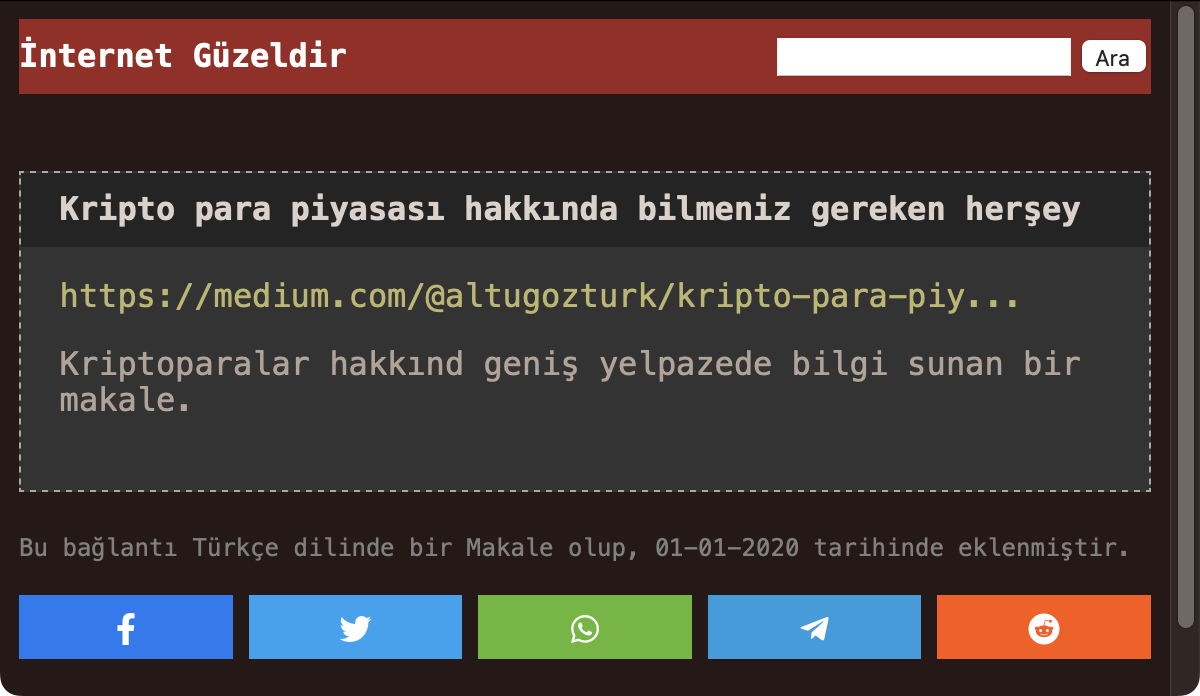 İnternet Güzeldir
Ara
Kripto para piyasası hakkında bilmeniz gereken herşey
https://medium.com/@altugozturk/kripto-para-piy...
Kriptoparalar hakkınd geniş yelpazede bilgi sunan bir
makale.
Bu bağlantı Türkçe dilinde bir Makale olup, 01-01-2020 tarihinde eklenmiştir.